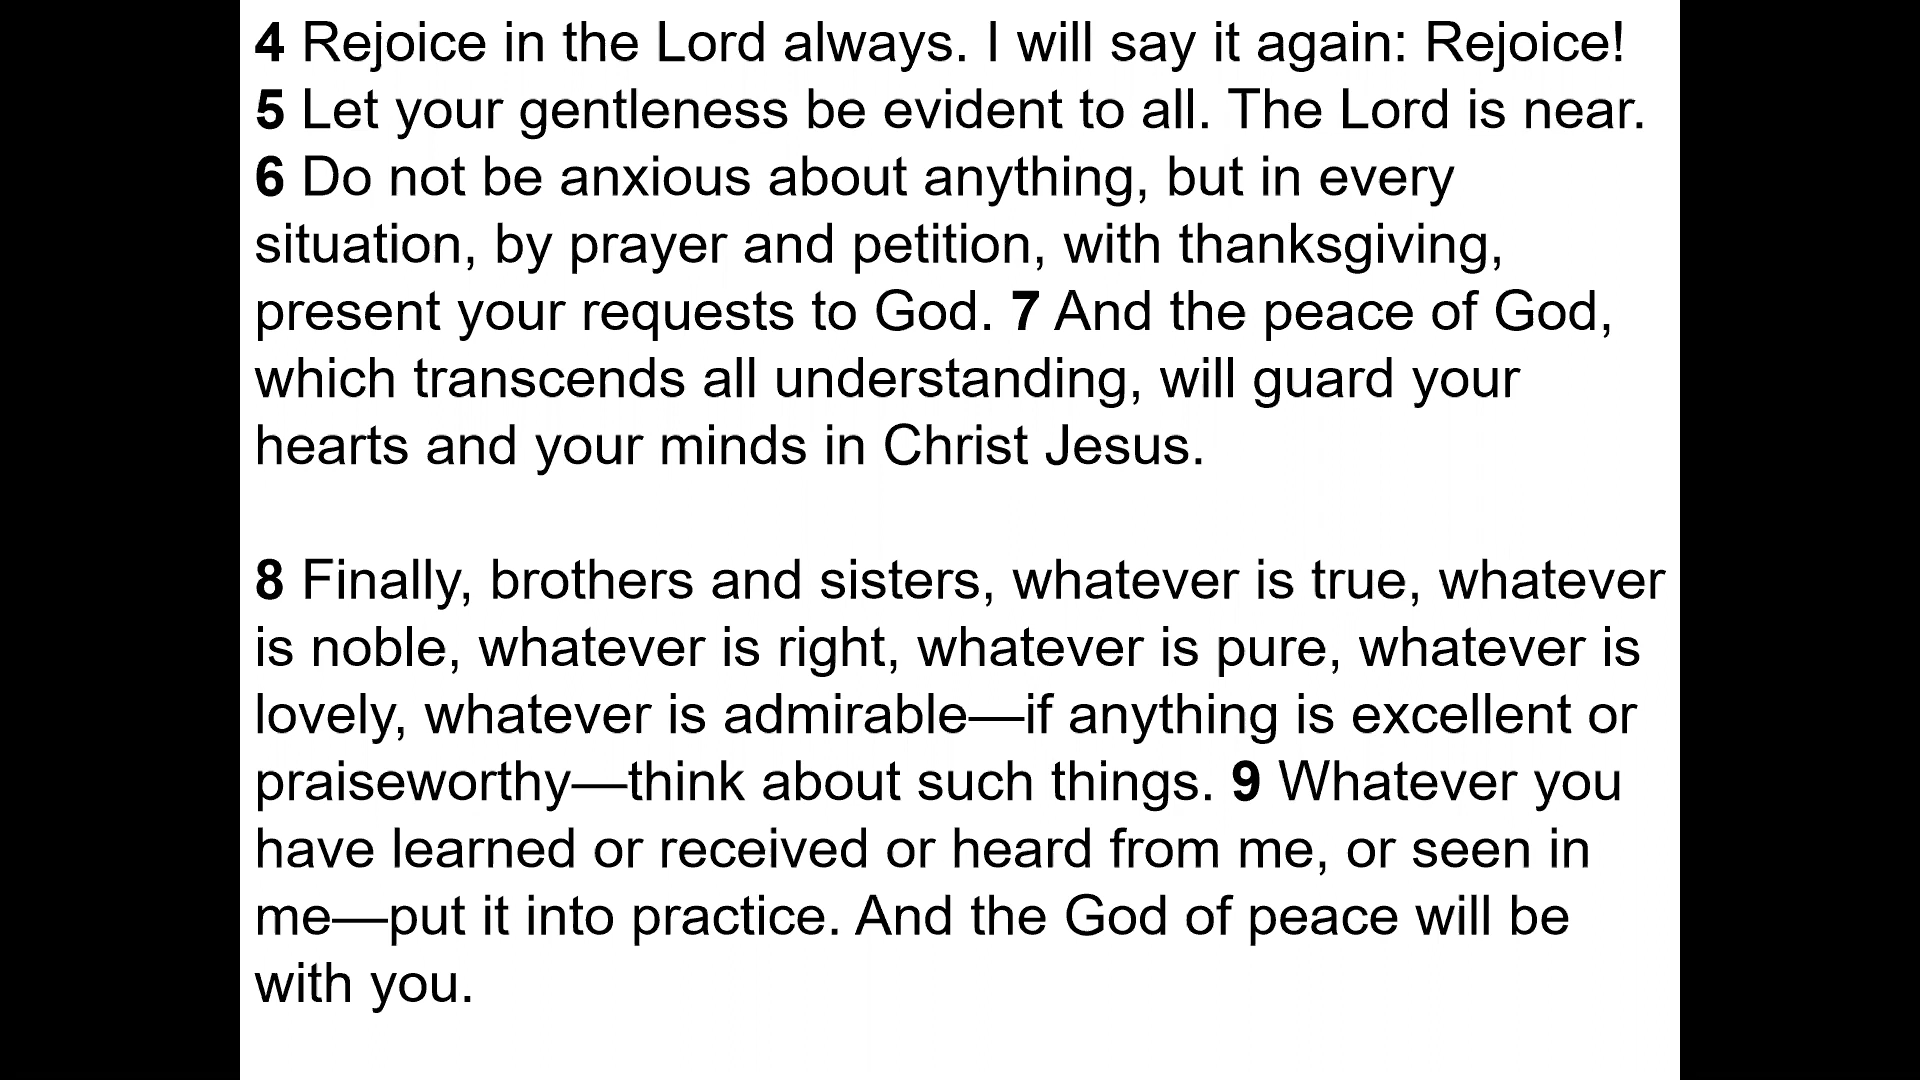 4 Rejoice in the Lord always. I will say it again: Rejoice!
5 Let your gentleness be evident to all. The Lord is near.
6 Do not be anxious about anything, but in every
situation, by prayer and petition, with thanksgiving,
present your requests to God. 7 And the peace of God,
which transcends all understanding, will guard your
hearts and your minds in Christ Jesus.
8 Finally, brothers and sisters, whatever is true, whatever
is noble, whatever is right, whatever is pure, whatever is
lovely, whatever is admirable—if anything is excellent or
praiseworthy—think about such things. 9 Whatever you
have learned or received or heard from me, or seen in
me—put it into practice. And the God of peace will be
with you.